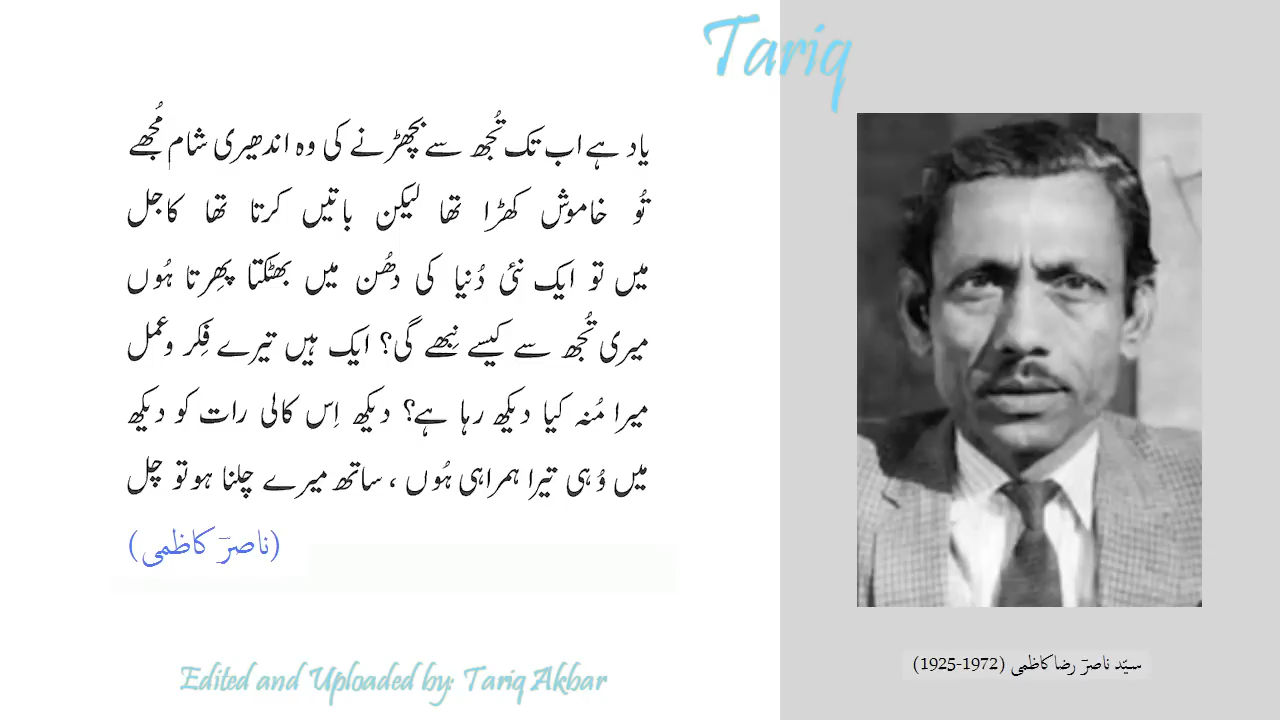 Tariq
یاد ہے اب تک تُجھ سے بچھڑنے کی وہ اندھیری شام مُجھے
تُو خاموش کھڑا تھا لیکن باتیں کرتا تھا کاجل
میں تو ایک نئی دُنیا کی دُھن میں بھٹکتا پھِرتا ہُوں
میری تُجھ سے کیسے نِبھے گی؟ ایک ہیں تیرے فِکر و عمل
میرا مُنہ کیا دیکھ رہا ہے؟ دیکھ اِس کالی رات کو دیکھ
میں وُہی تیرا ہمراہی ہُوں، ساتھ میرے چلنا ہو تو چل
(ناصرؔ کاظمی)
سیّد ناصرؔ رضا کاظمی (1925-1972)
Edited and Uploaded by: Tariq Akbar